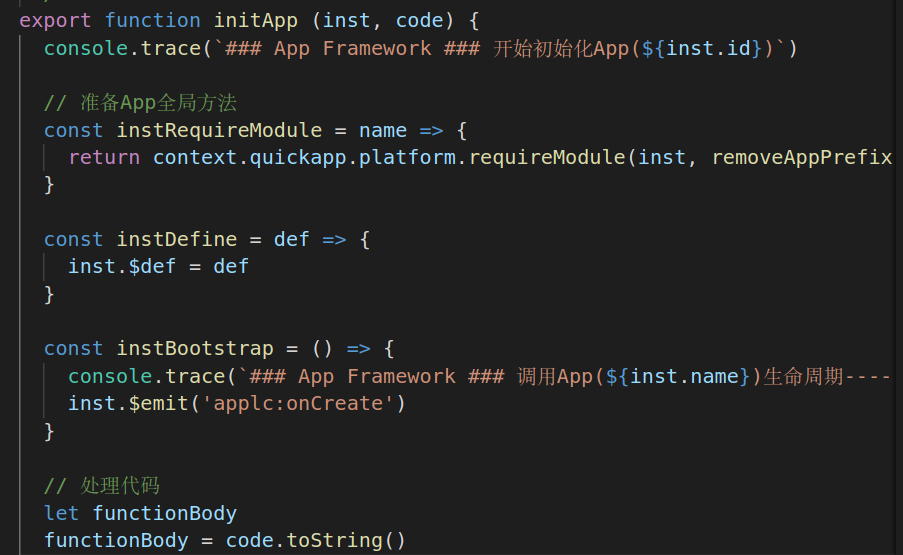 export function initApp (inst, code) {
  console.trace(`### App Framework ### 开始初始化App(${inst.id})`)
  // 准备App全局方法
  const instRequireModule = name => {
    return context.quickapp.platform.requireModule(inst, removeAppPrefix
  }
  const instDefine = def => {
    inst.$def = def
  }
  const instBootstrap = () => {
    console.trace(`### App Framework ### 调用App(${inst.name})生命周期----
    inst.$emit('applc:onCreate')
  }
  // 处理代码
  let functionBody
  functionBody = code.toString()